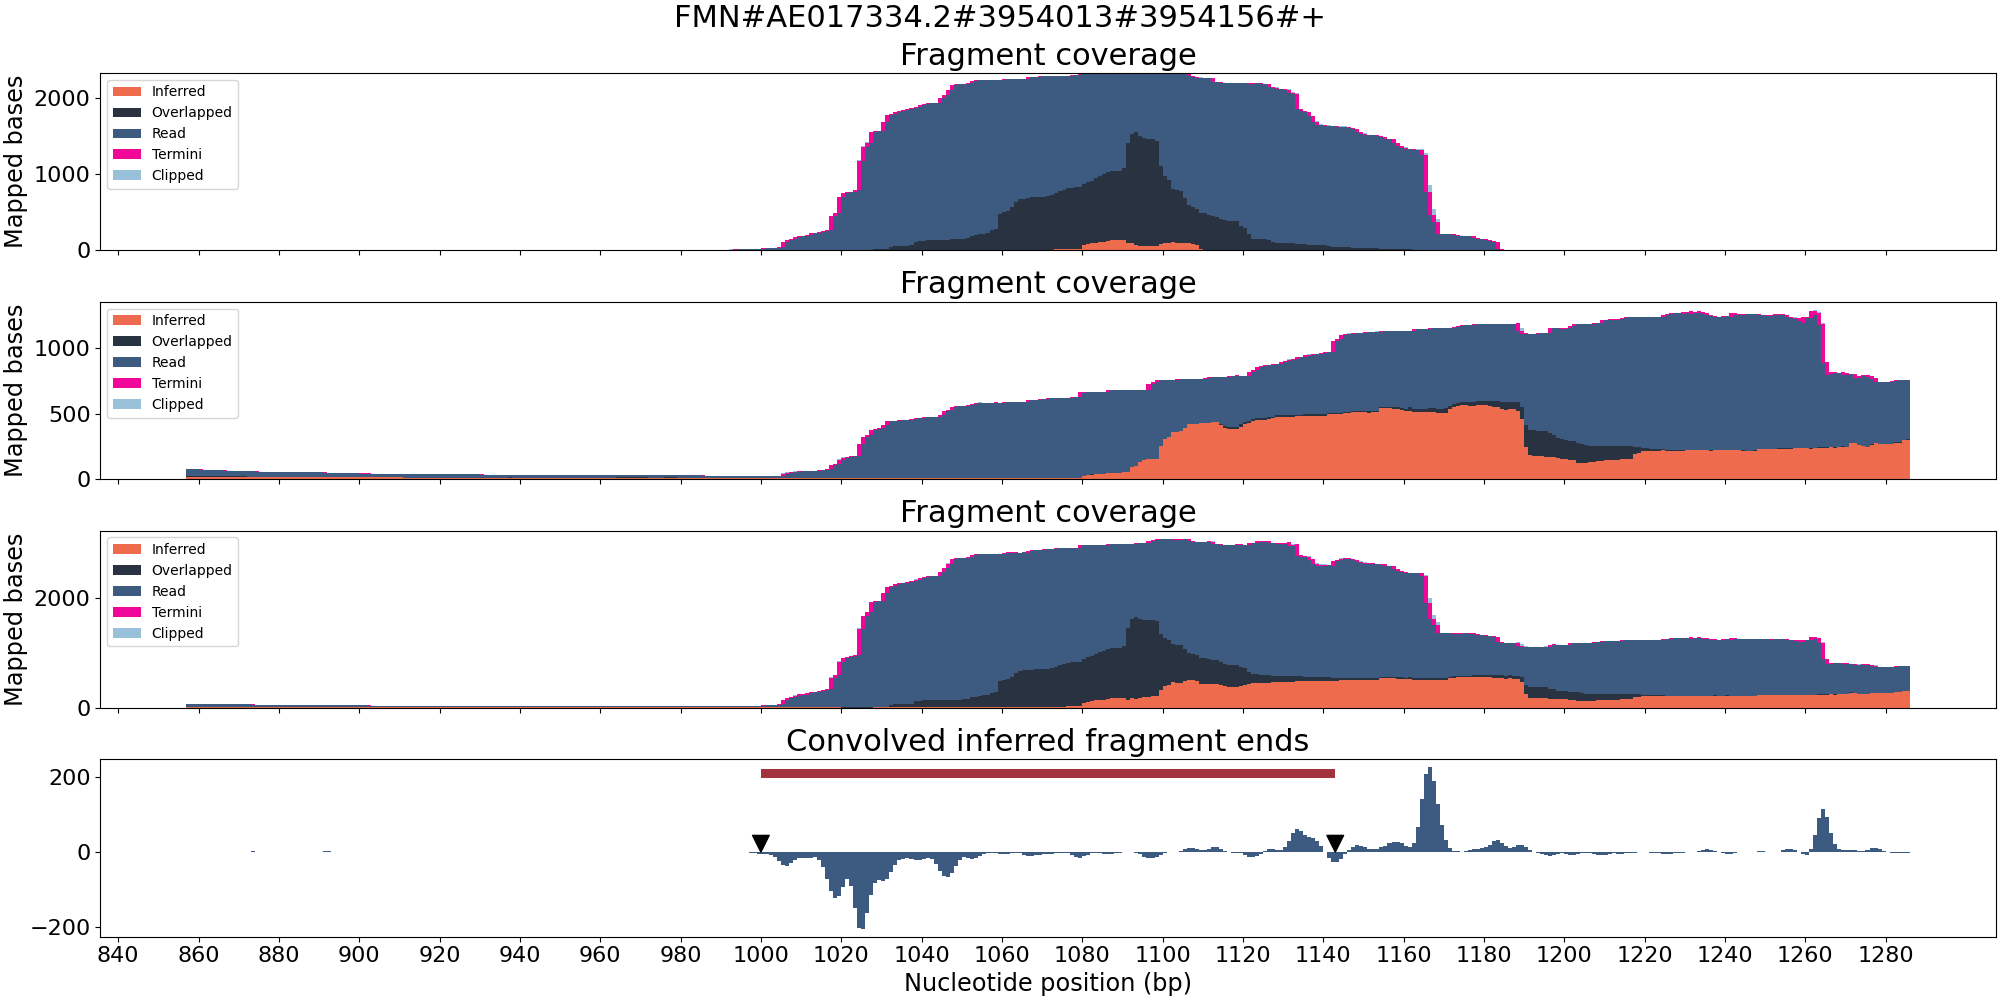 FMN#AE017334.2#3954013#3954156#+
Fragment coverage
Mapped bases
2000
1000
0
Inferred
Overlapped
Read
Termini
Clipped
Fragment coverage
Mapped bases
1000
500
0
Inferred
Overlapped
Read
Termini
Clipped
Fragment coverage
Mapped bases
2000
0
Inferred
Overlapped
Read
Termini
Clipped
Convolved inferred fragment ends
200
0
−200
840 860 880 900 920 940 960 980 1000 1020 1040 1060 1080 1100 1120 1140 1160 1180 1200 1220 1240 1260 1280
Nucleotide position (bp)